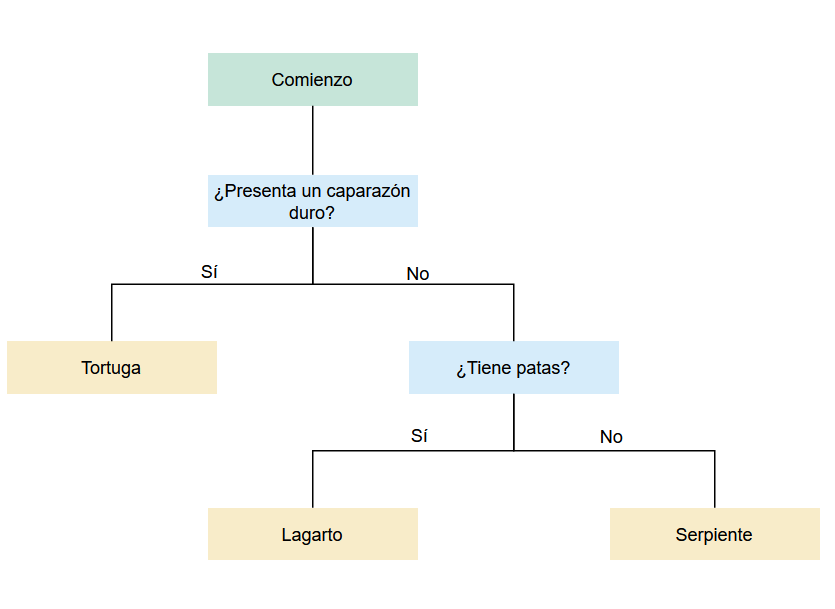 Comienzo
¿Presenta un caparazón
duro?
Sí
No
Tortuga
¿Tiene patas?
Sí
No
Lagarto
Serpiente